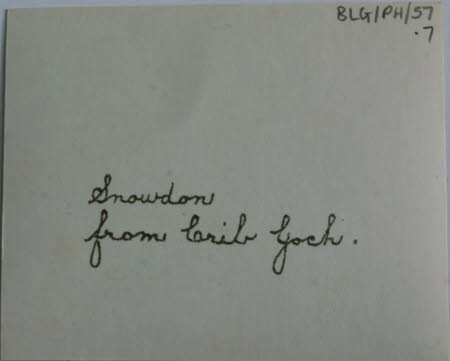 BLG/PH/57
.7
Snowdon
from Crib Goch.